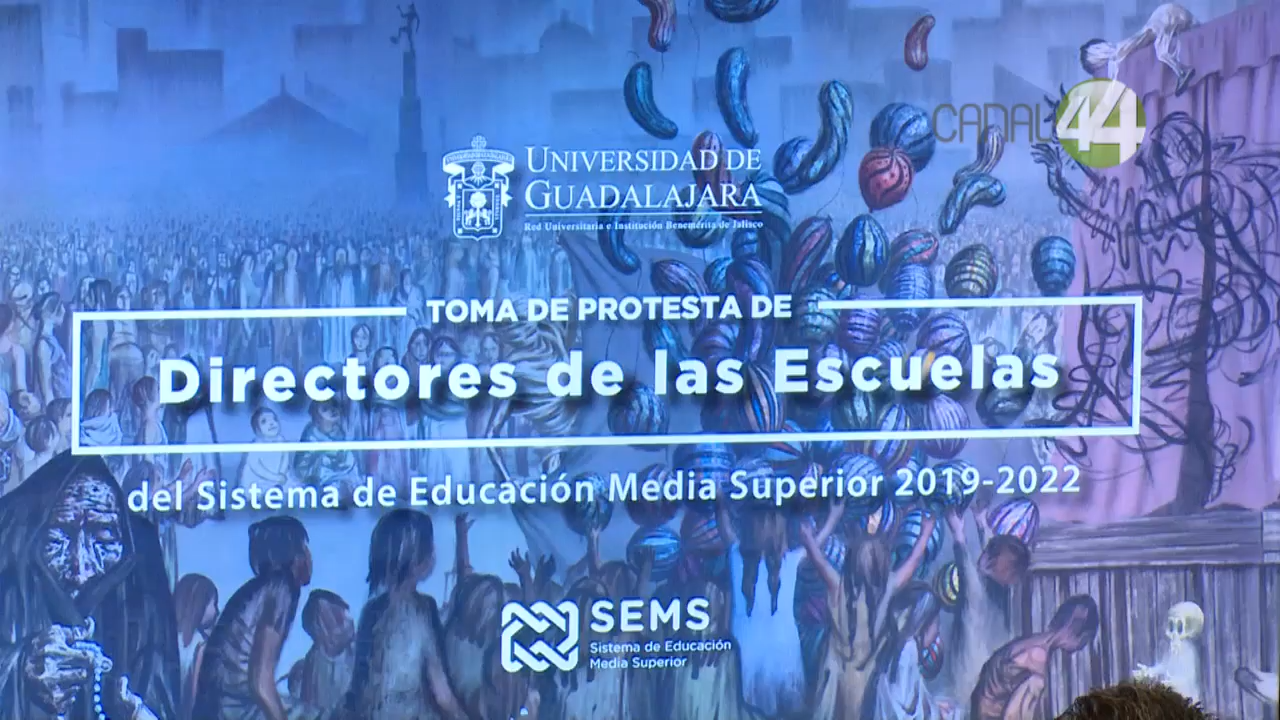 CANAL 44
UNIVERSIDAD DE
GUADALAJARA
Red Universitaria e Institución Benemérita de Jalisco
TOMA DE PROTESTA DE
Directores de las Escuelas
del Sistema de Educación Media Superior 2019-2022
SEMS
Sistema de Educación
Media Superior